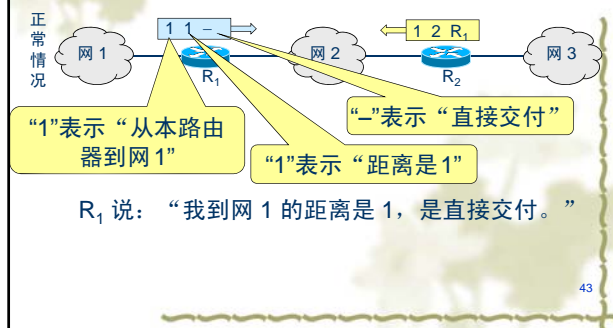 正常情况
1 1 –
1 2 R₁
网 1
网 2
网 3
R₁
R₂
“1”表示“从本路由
器到网1”
“1”表示“距离是1”
“–”表示“直接交付”
R₁ 说：“我到网 1 的距离是 1，是直接交付。”
43